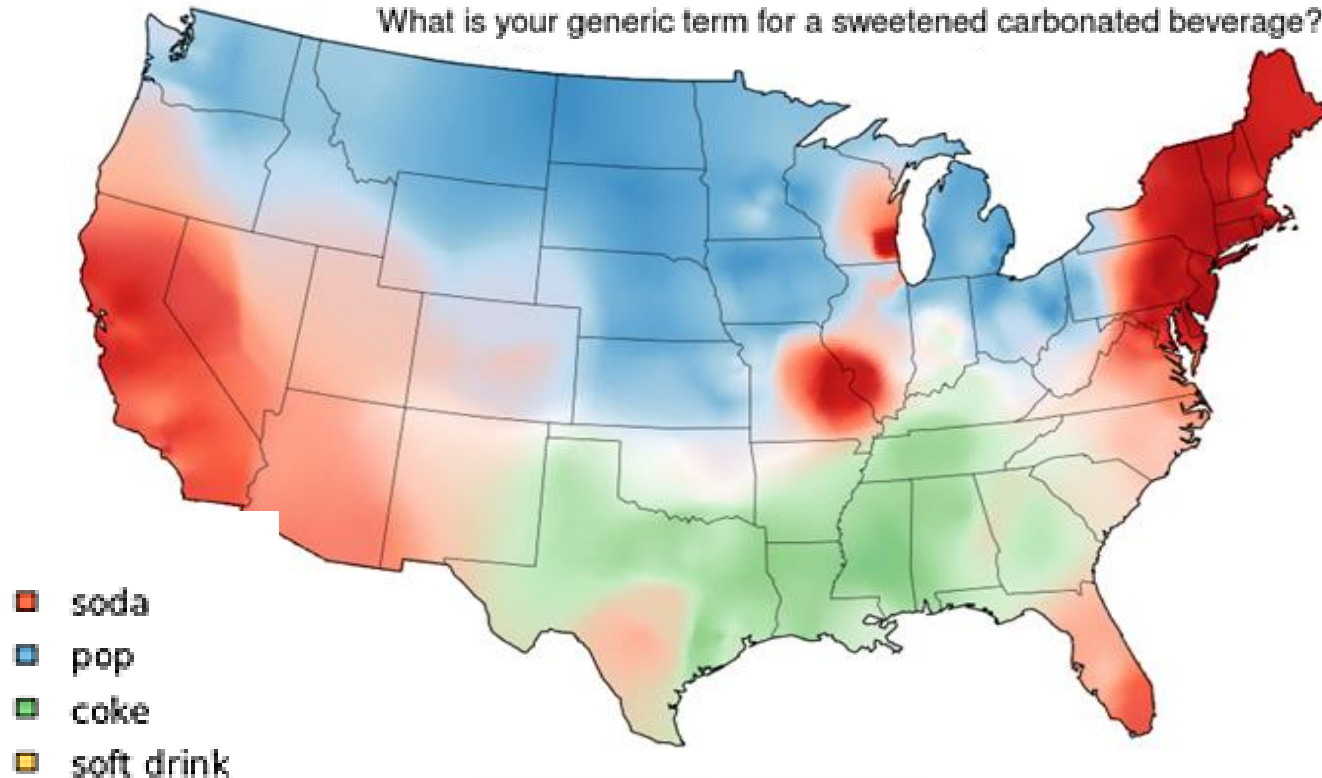 What is your generic term for a sweetened carbonated beverage?
soda
pop
coke
soft drink